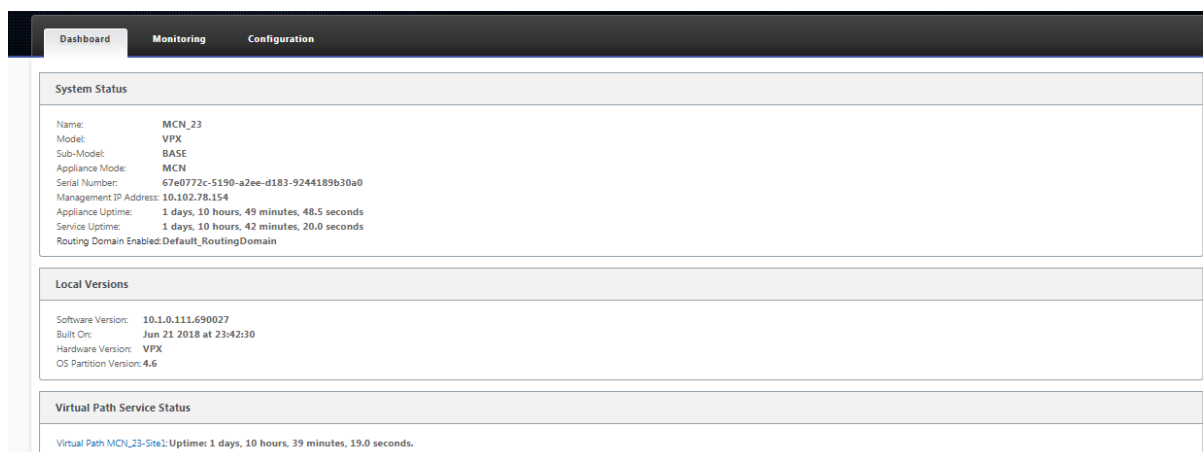 Dashboard Monitoring Configuration
System Status
Name: MCN_23
Model: VPX
Sub-Model: BASE
Appliance Mode: MCN
Serial Number: 67e0772c-5190-a2ee-d183-9244189b30a0
Management IP Address: 10.102.78.154
Appliance Uptime: 1 days, 10 hours, 49 minutes, 48.5 seconds
Service Uptime: 1 days, 10 hours, 42 minutes, 20.0 seconds
Routing Domain Enabled: Default_RoutingDomain
Local Versions
Software Version: 10.1.0.111.690027
Built On: Jun 21 2018 at 23:42:30
Hardware Version: VPX
OS Partition Version: 4.6
Virtual Path Service Status
Virtual Path MCN_23-Site1: Uptime: 1 days, 10 hours, 39 minutes, 19.0 seconds.